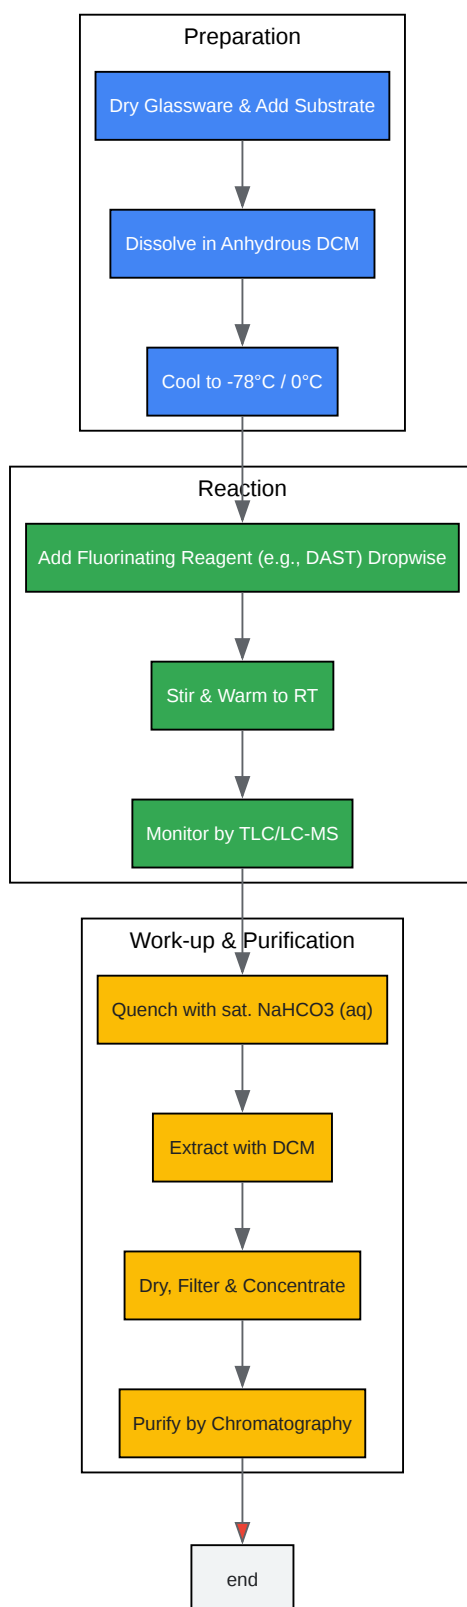 Preparation
Dry Glassware & Add Substrate
Dissolve in Anhydrous DCM
Cool to -78°C / 0°C
Reaction
Add Fluorinating Reagent (e.g., DAST) Dropwise
Stir & Warm to RT
Monitor by TLC/LC-MS
Work-up & Purification
Quench with sat. NaHCO3 (aq)
Extract with DCM
Dry, Filter & Concentrate
Purify by Chromatography
end